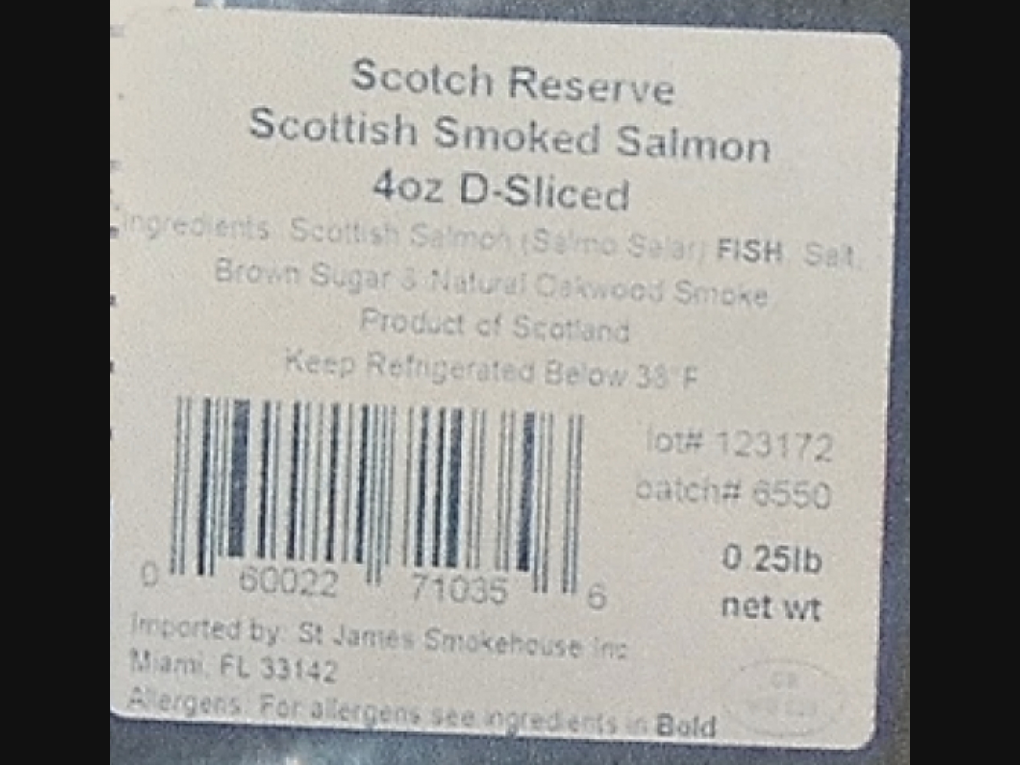 Scotch Reserve
Scottish Smoked Salmon
4oz D-Sliced
Ingredients: Scottish Salmon (Salmo Salar) FISH, Salt,
Brown Sugar & Natural Oakwood Smoke
Product of Scotland
Keep Refrigerated Below 38°F
lot# 123172
batch# 6550
0.25lb
net wt
0 60022 71035 6
Imported by: St James Smokehouse Inc
Miami, FL 33142
Allergens: For allergens see ingredients in Bold